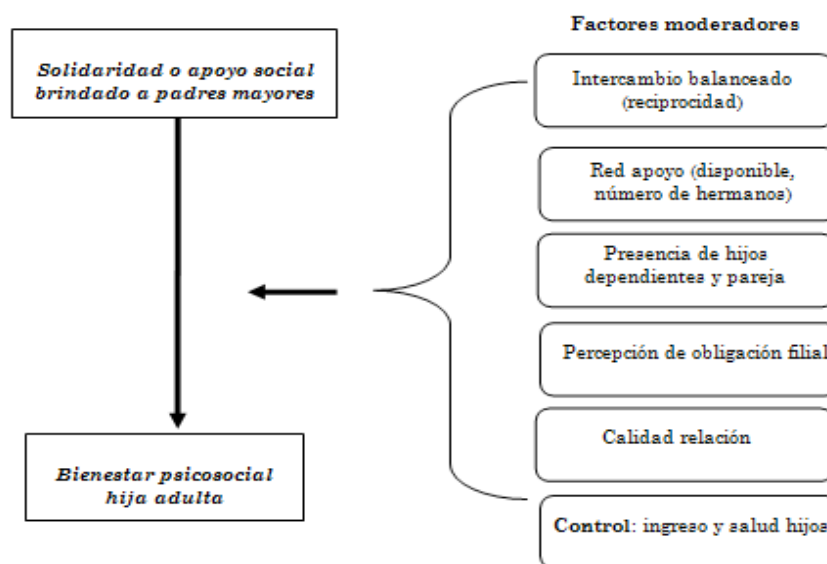 Factores moderadores
Solidaridad o apoyo social
brindado a padres mayores
Intercambio balanceado
(reciprocidad)
Red apoyo (disponible,
número de hermanos)
Presencia de hijos
dependientes y pareja
Percepción de obligación filial
Calidad relación
Bienestar psicosocial
hija adulta
Control: ingreso y salud hijos